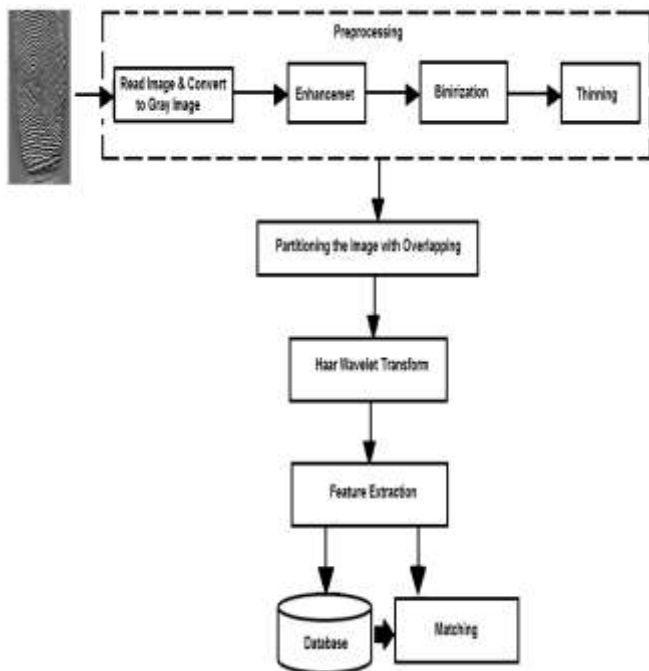 Preprocessing
Read Image & Convert
to Gray Image
Enhancemet
Binirization
Thinning
Partitioning the Image with Overlapping
Haar Wavelet Transform
Feature Extraction
Database
Matching